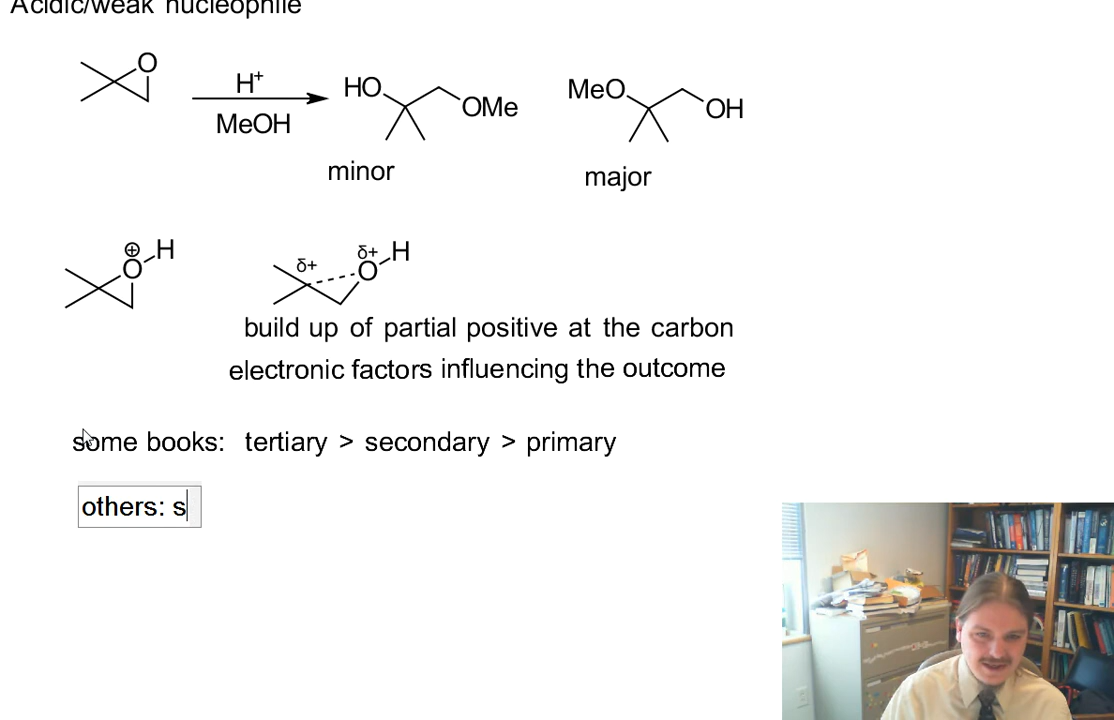 Acidic/weak nucleophile
O
H+
MeOH
HO
OMe
MeO
OH
minor
major
⊕
O
H
δ+
δ+
O
H
build up of partial positive at the carbon
electronic factors influencing the outcome
some books: tertiary > secondary > primary
others: s